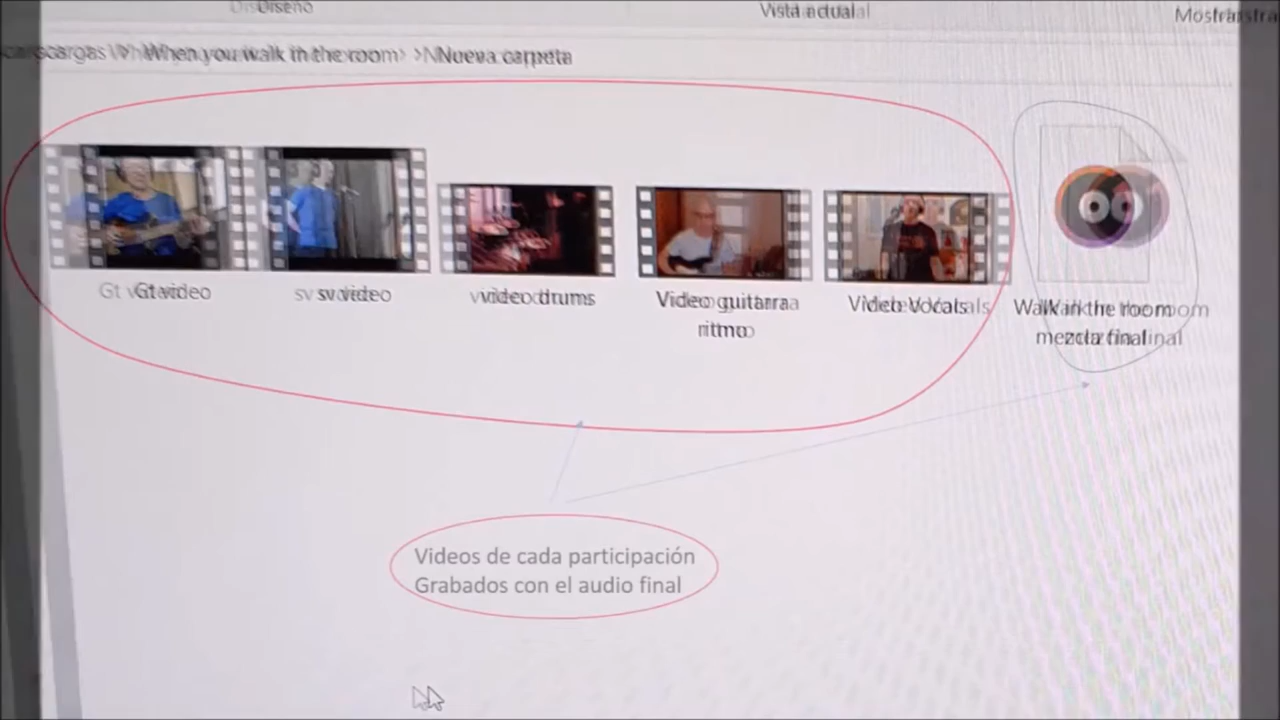 Diseño
Vista actual
cargas > When you walk in the room > Nueva carpeta
Gt video
sv video
video drums
Video guitarra
ritmo
Video Vocals
Walk in the room
mezcla final
Videos de cada participación
Grabados con el audio final